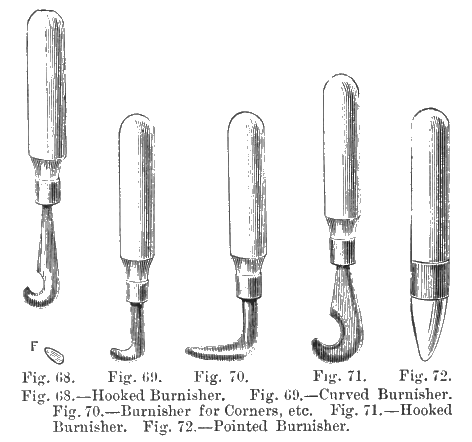 F
Fig. 68. Fig. 69. Fig. 70. Fig. 71. Fig. 72.
Fig. 68.—Hooked Burnisher. Fig. 69.—Curved Burnisher.
Fig. 70.—Burnisher for Corners, etc. Fig. 71.—Hooked
Burnisher. Fig. 72.—Pointed Burnisher.